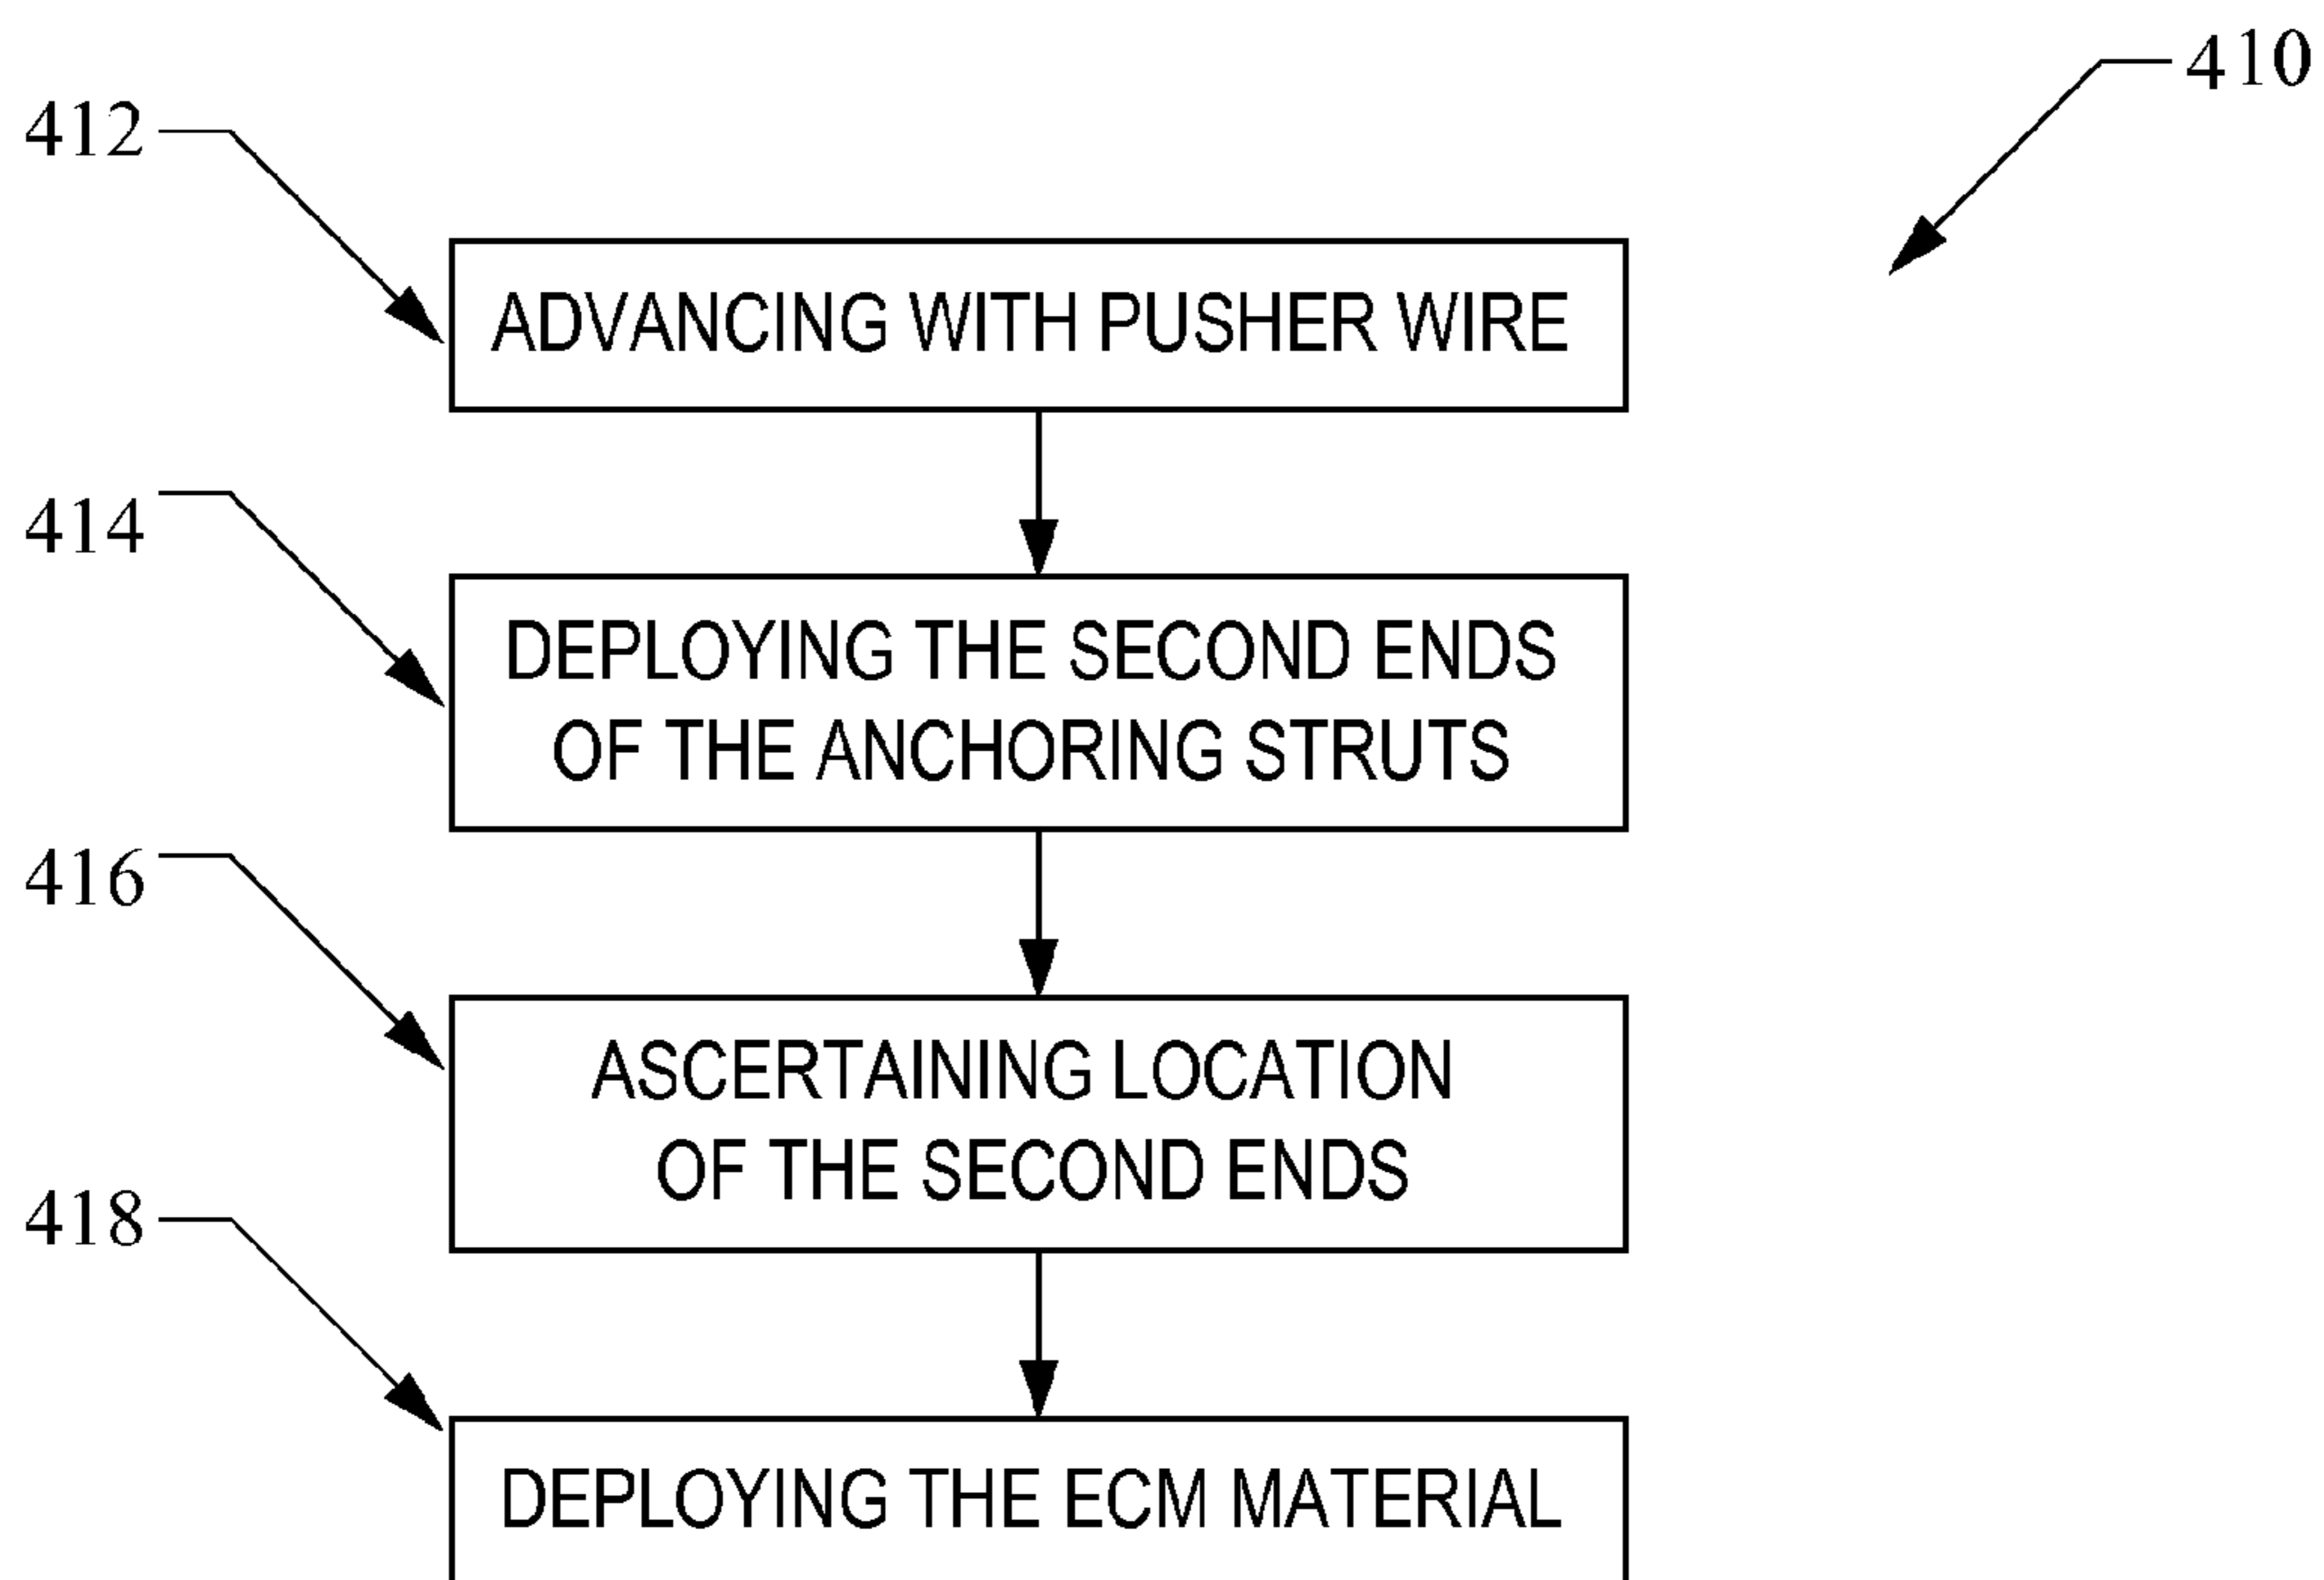 410
412
ADVANCING WITH PUSHER WIRE
414
DEPLOYING THE SECOND ENDS
OF THE ANCHORING STRUTS
416
ASCERTAINING LOCATION
OF THE SECOND ENDS
418
DEPLOYING THE ECM MATERIAL